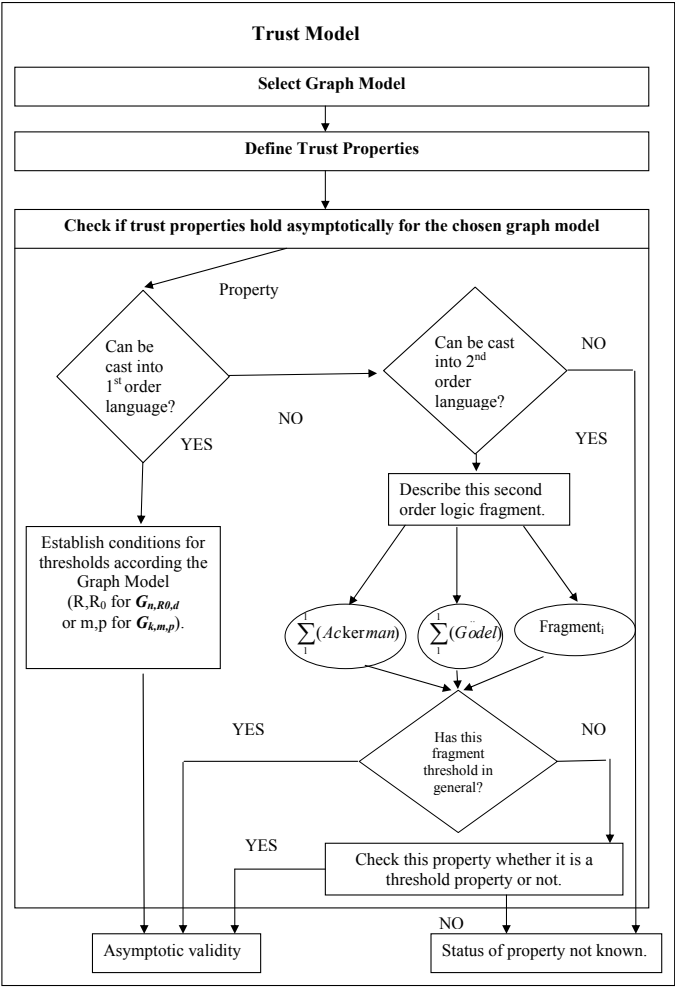 Trust Model
Select Graph Model
Define Trust Properties
Check if trust properties hold asymptotically for the chosen graph model
Property
Can be
cast into
1st order
language?
Can be cast
into 2nd
order
language?
NO
NO
YES
YES
Describe this second
order logic fragment.
Establish conditions for
thresholds according the
Graph Model
(R,R0 for Gn,R0,d
or m,p for Gk,m,p).
∑11(Ackerman)
∑11(Gödel)
Fragmenti
YES
NO
Has this
fragment
threshold in
general?
YES
Check this property whether it is a
threshold property or not.
NO
Asymptotic validity
Status of property not known.